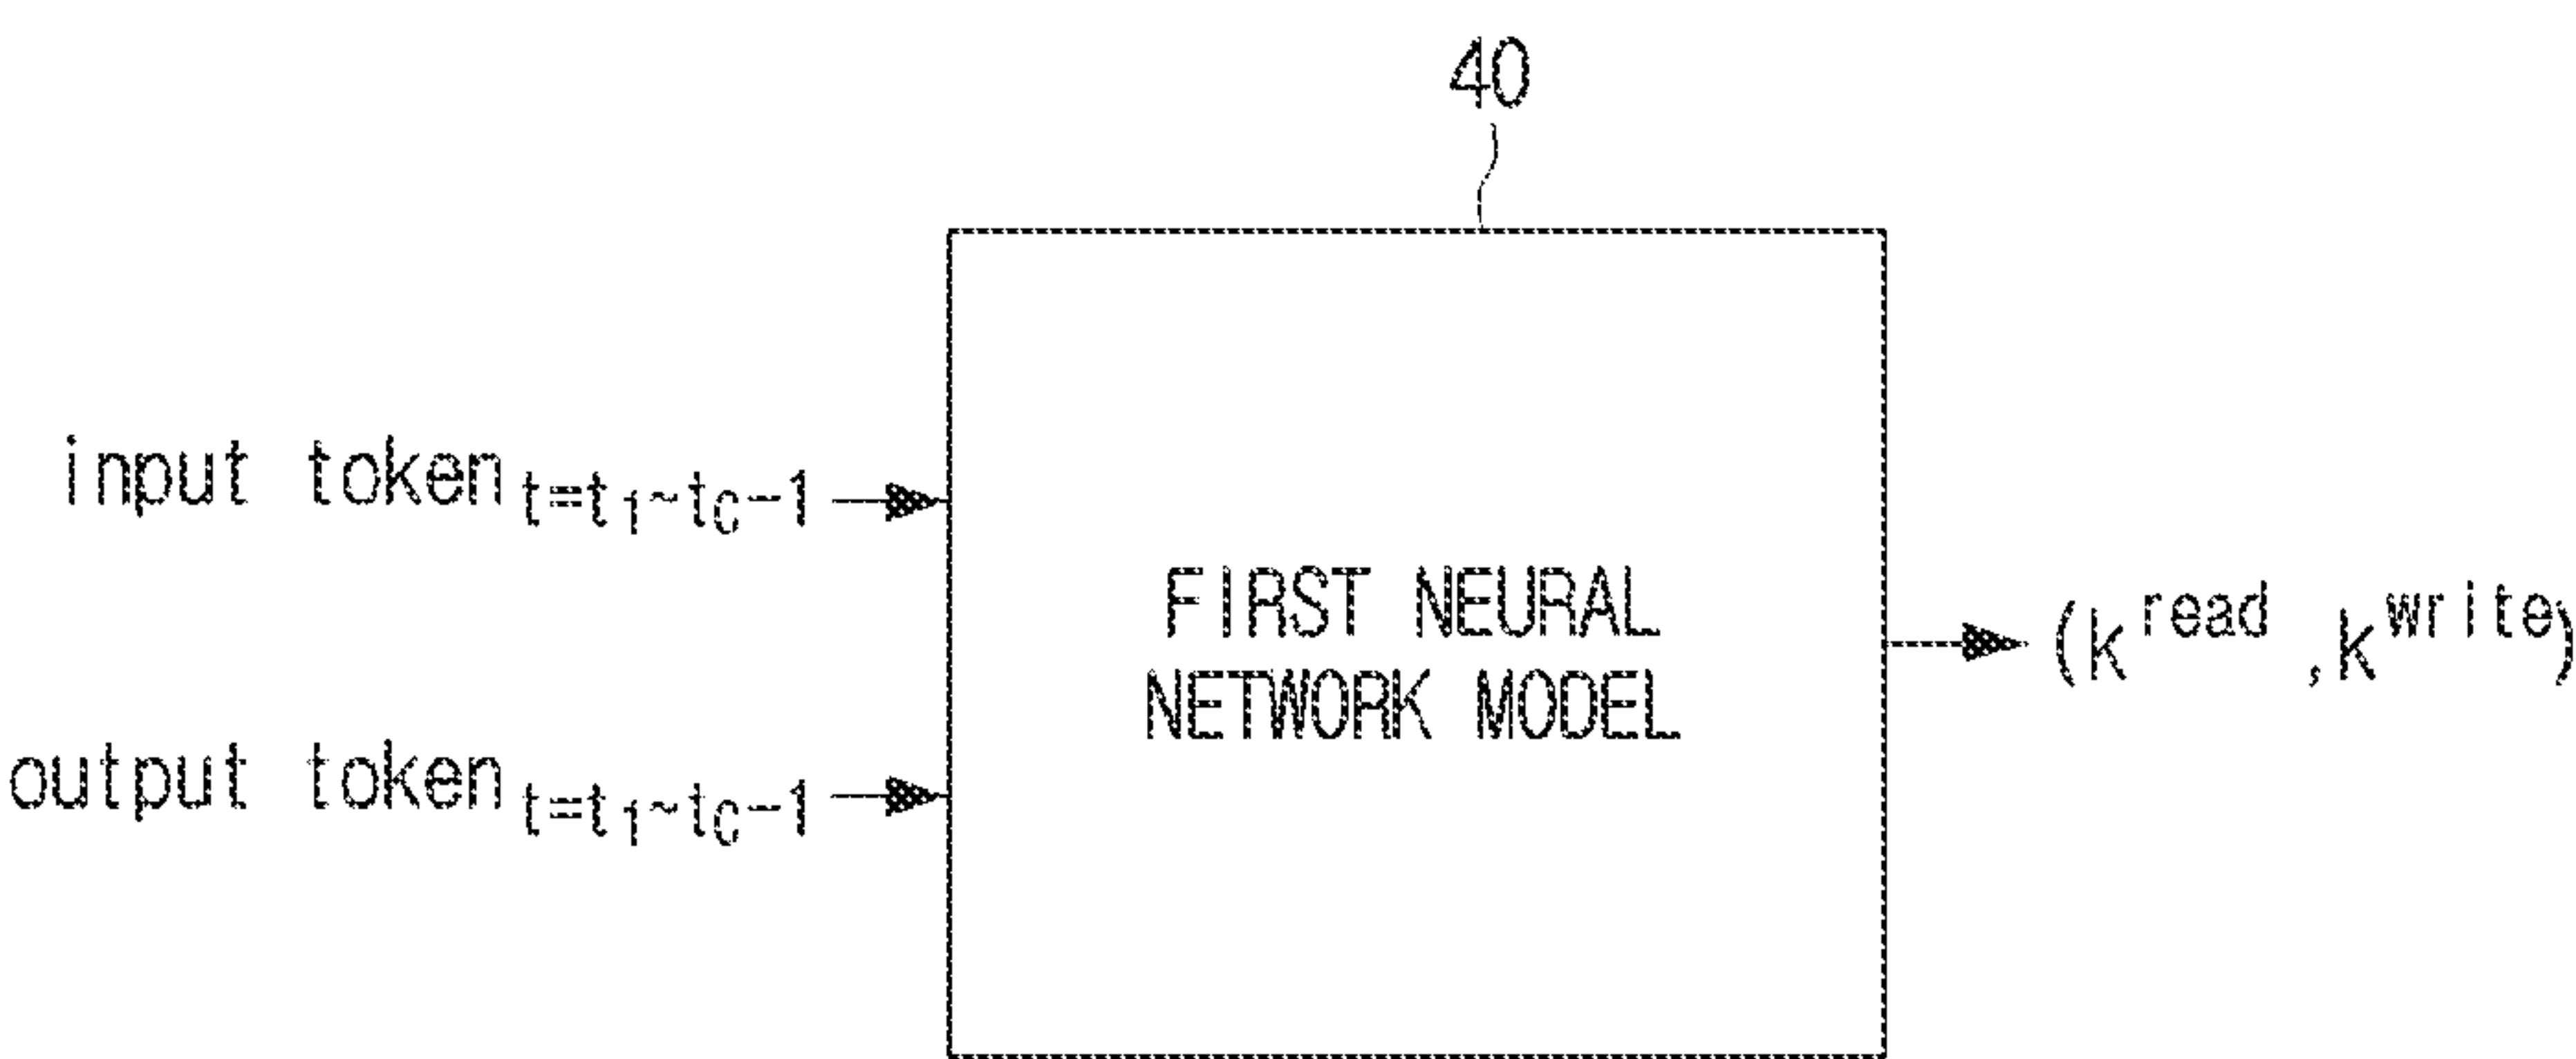 40
input token t=t1~tC-1
FIRST NEURAL
NETWORK MODEL
(k^read ,k^write)
output token t=t1~tC-1